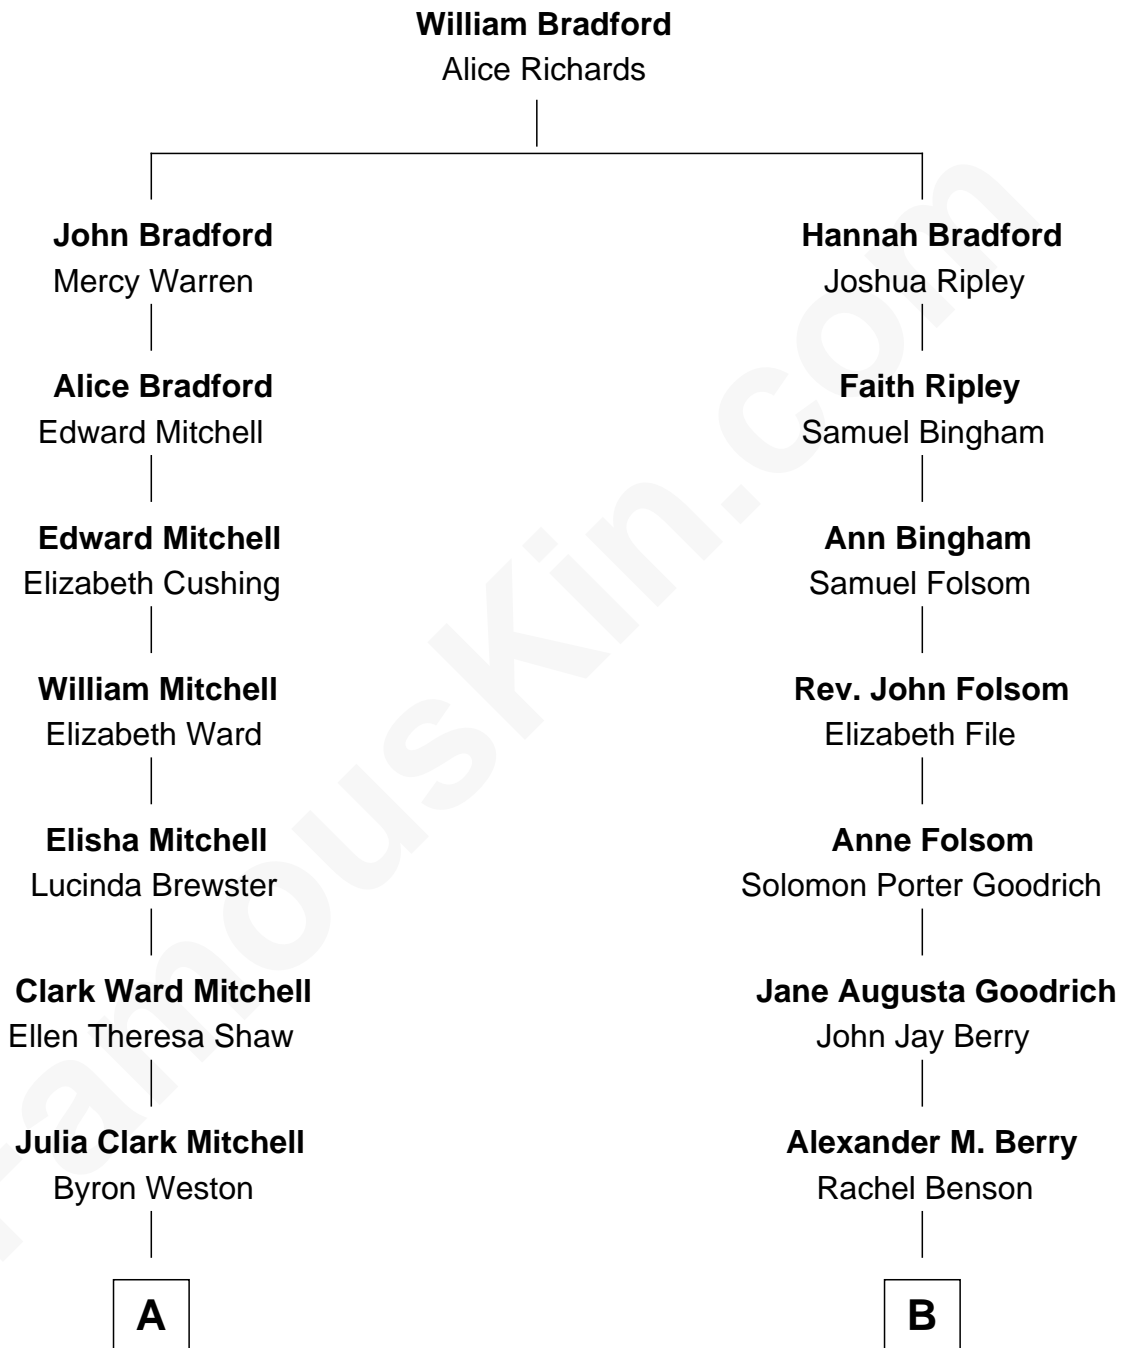 William Bradford
Alice Richards
John Bradford
Mercy Warren
Hannah Bradford
Joshua Ripley
Alice Bradford
Edward Mitchell
Faith Ripley
Samuel Bingham
Edward Mitchell
Elizabeth Cushing
Ann Bingham
Samuel Folsom
William Mitchell
Elizabeth Ward
Rev. John Folsom
Elizabeth File
Elisha Mitchell
Lucinda Brewster
Anne Folsom
Solomon Porter Goodrich
Clark Ward Mitchell
Ellen Theresa Shaw
Jane Augusta Goodrich
John Jay Berry
Julia Clark Mitchell
Byron Weston
Alexander M. Berry
Rachel Benson
A
B
FamousKin.com